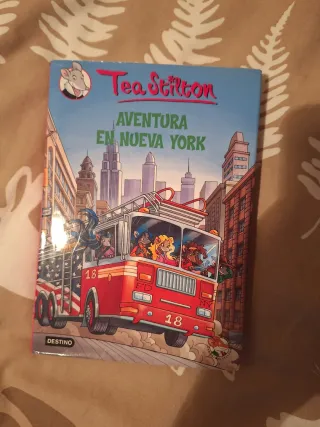 Tea Stilton
AVENTURA
EN NUEVA YORK
18
18
DESTINO